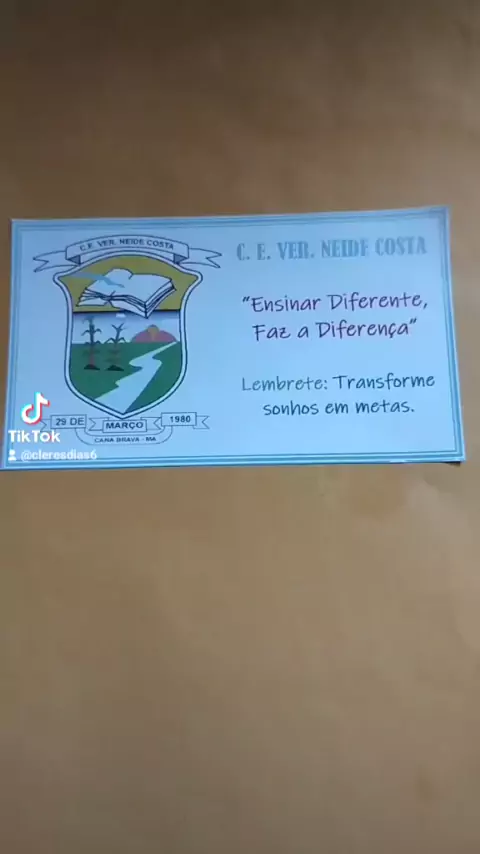 C.E. VER. NEIDE COSTA
C. E. VER. NEIDE COSTA
"Ensinar Diferente,
Faz a Diferença"
Lembrete: Transforme
sonhos em metas.
29 DE MARÇO 1980
CANA BRAVA - MA
TikTok
@cleresdias6